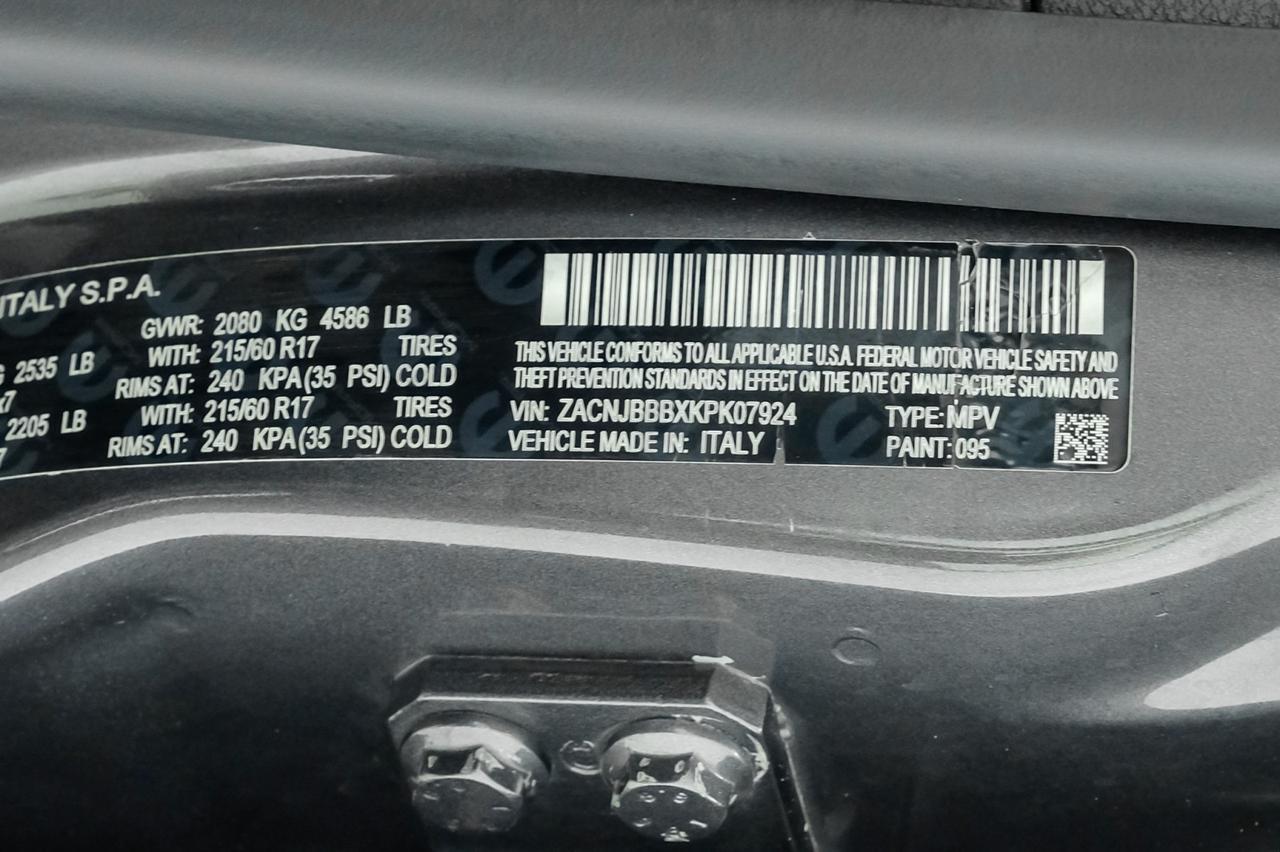 ITALY S.P.A.
GVWR: 2080 KG 4586 LB
2535 LB WITH: 215/60 R17 TIRES
RIMS AT: 240 KPA(35 PSI) COLD
2205 LB WITH: 215/60 R17 TIRES
RIMS AT: 240 KPA(35 PSI) COLD
THIS VEHICLE CONFORMS TO ALL APPLICABLE U.S.A. FEDERAL MOTOR VEHICLE SAFETY AND
THEFT PREVENTION STANDARDS IN EFFECT ON THE DATE OF MANUFACTURE SHOWN ABOVE
VIN: ZACNJBBBXKPK07924 TYPE: MPV
VEHICLE MADE IN: ITALY PAINT: 095